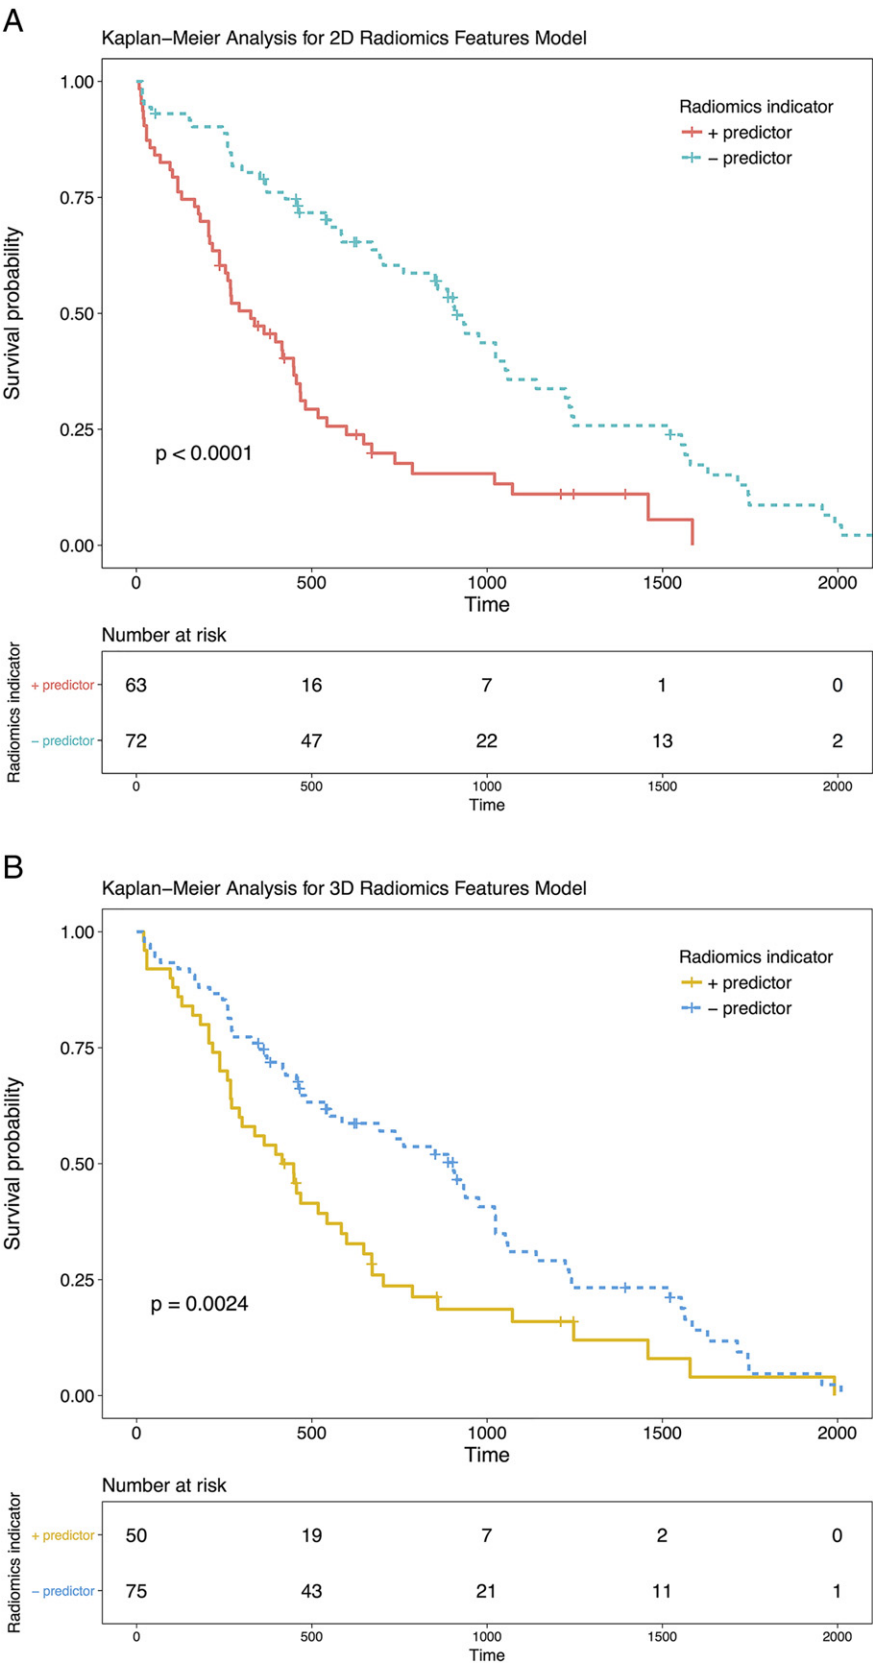 A
Kaplan−Meier Analysis for 2D Radiomics Features Model
Radiomics indicator
+ predictor
− predictor
Survival probability
1.00
0.75
0.50
0.25
0.00
p < 0.0001
0 500 1000 1500 2000
Time
Number at risk
Radiomics indicator
+ predictor 63 16 7 1 0
− predictor 72 47 22 13 2
0 500 1000 1500 2000
Time
B
Kaplan−Meier Analysis for 3D Radiomics Features Model
Radiomics indicator
+ predictor
− predictor
Survival probability
1.00
0.75
0.50
0.25
0.00
p = 0.0024
0 500 1000 1500 2000
Time
Number at risk
Radiomics indicator
+ predictor 50 19 7 2 0
− predictor 75 43 21 11 1
0 500 1000 1500 2000
Time